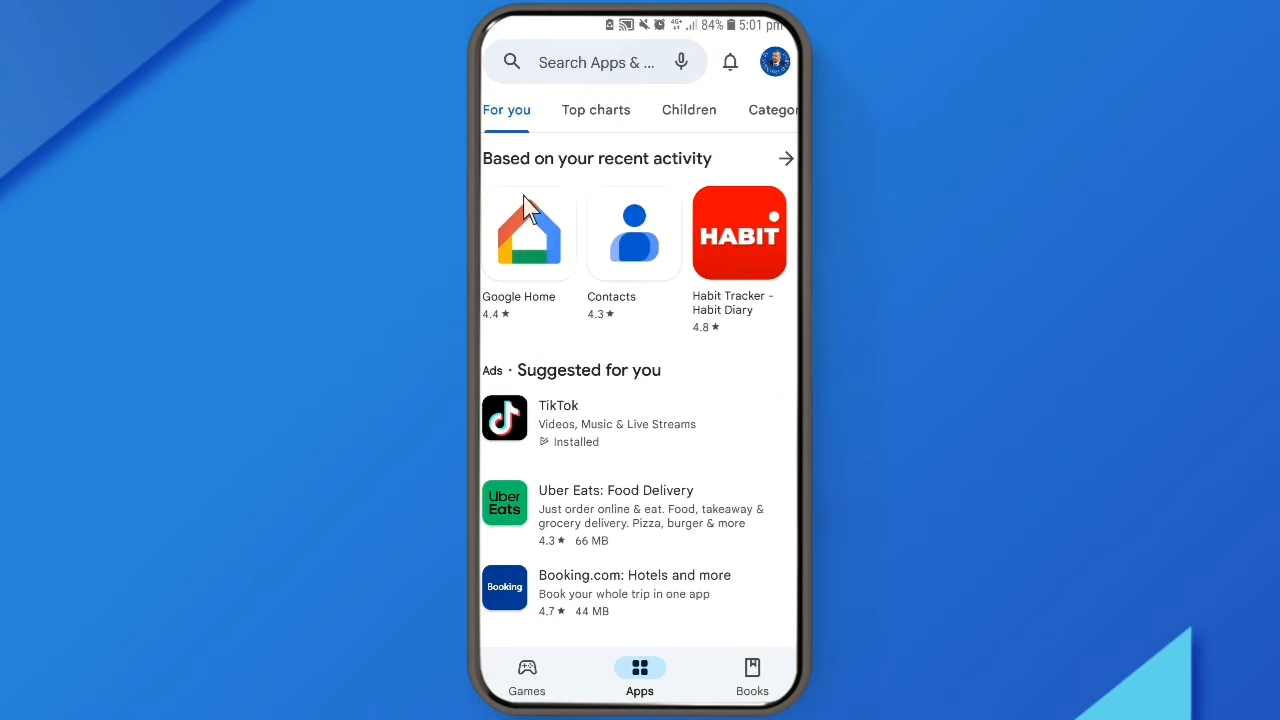 84% 5:01 pm
Search Apps & ...
For you Top charts Children Categor
Based on your recent activity
HABIT
Google Home
4.4 ★
Contacts
4.3 ★
Habit Tracker -
Habit Diary
4.8 ★
Ads · Suggested for you
TikTok
Videos, Music & Live Streams
Installed
Uber
Eats
Uber Eats: Food Delivery
Just order online & eat. Food, takeaway &
grocery delivery. Pizza, burger & more
4.3 ★ 66 MB
Booking
Booking.com: Hotels and more
Book your whole trip in one app
4.7 ★ 44 MB
Games Apps Books